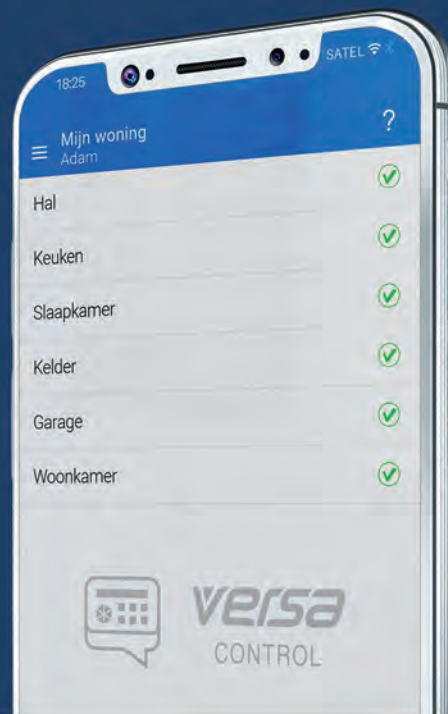 18:25
SATEL
Mijn woning
?
Adam
Hal
Keuken
Slaapkamer
Kelder
Garage
Woonkamer
versa
CONTROL